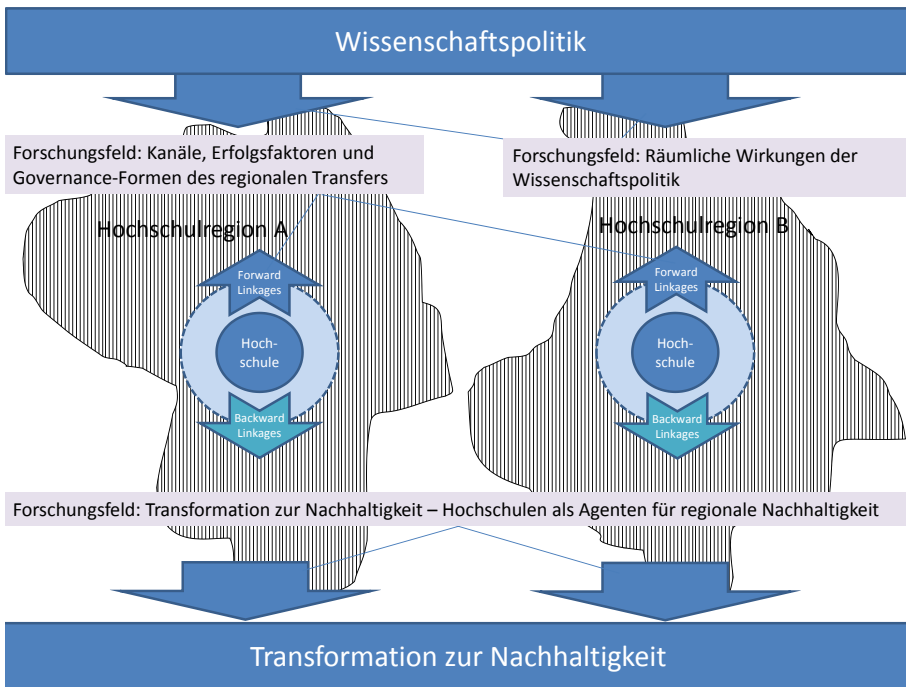 Wissenschaftspolitik
Forschungsfeld: Kanäle, Erfolgsfaktoren und
Governance-Formen des regionalen Transfers
Forschungsfeld: Räumliche Wirkungen der
Wissenschaftspolitik
Hochschulregion A
Hochschulregion B
Forward
Linkages
Hoch-
schule
Backward
Linkages
Forward
Linkages
Hoch-
schule
Backward
Linkages
Forschungsfeld: Transformation zur Nachhaltigkeit – Hochschulen als Agenten für regionale Nachhaltigkeit
Transformation zur Nachhaltigkeit